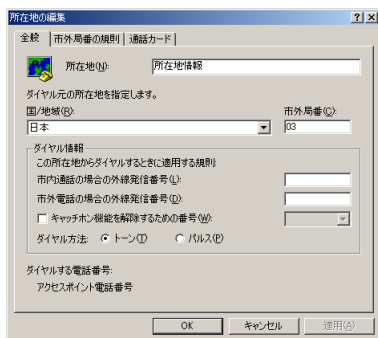 所在地の編集
全般 市外局番の規則 通話カード
所在地(N): 所在地情報
ダイヤル元の所在地を指定します。
国/地域(R): 市外局番(C):
日本 03
ダイヤル情報
この所在地からダイヤルするときに適用する規則:
市内通話の場合の外線発信番号(L):
市外電話の場合の外線発信番号(D):
キャッチホン機能を解除するための番号(W):
ダイヤル方法: トーン(T) パルス(P)
ダイヤルする電話番号:
アクセスポイント電話番号
OK キャンセル 適用(A)